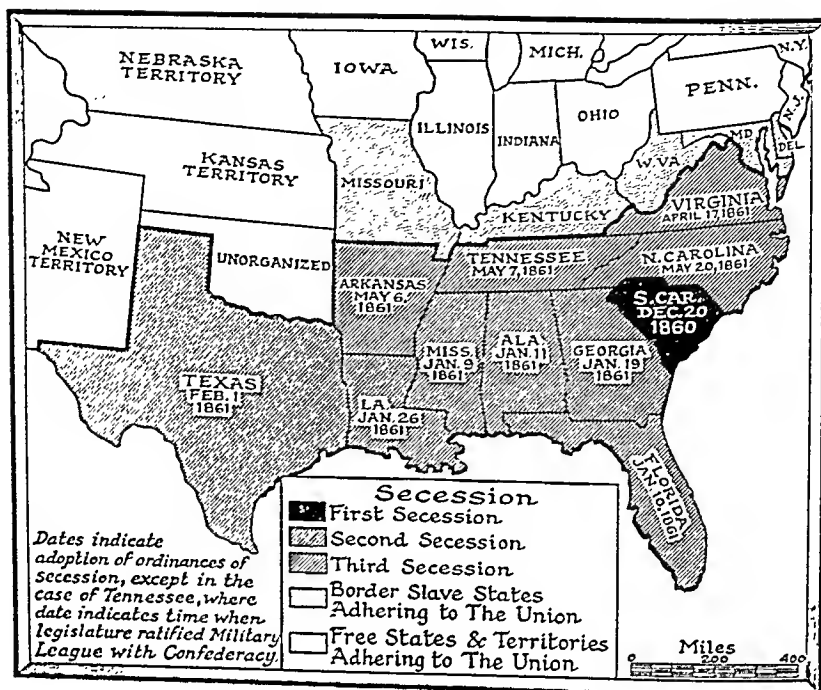 NEBRASKA
TERRITORY
IOWA
WIS.
MICH.
N.Y.
PENN.
N.J.
ILLINOIS
INDIANA
OHIO
MD
DEL
KANSAS
TERRITORY
MISSOURI
W.VA
KENTUCKY
VIRGINIA
APRIL 17, 1861
NEW
MEXICO
TERRITORY
UNORGANIZED
TENNESSEE
MAY 7, 1861
N. CAROLINA
MAY 20, 1861
ARKANSAS
MAY 6.
1861
S. CAR.
DEC. 20
1860
MISS.
JAN. 9
1861
ALA.
JAN. 11
1861
GEORGIA
JAN. 19
1861
TEXAS
FEB. 1
1861
LA.
JAN. 26
1861
FLORIDA
JAN. 10, 1861
Secession
First Secession
Second Secession
Third Secession
Border Slave States
Adhering to The Union
Free States & Territories
Adhering to The Union
Dates indicate
adoption of ordinances of
secession, except in the
case of Tennessee, where
date indicates time when
legislature ratified Military
League with Confederacy.
Miles
0 200 400